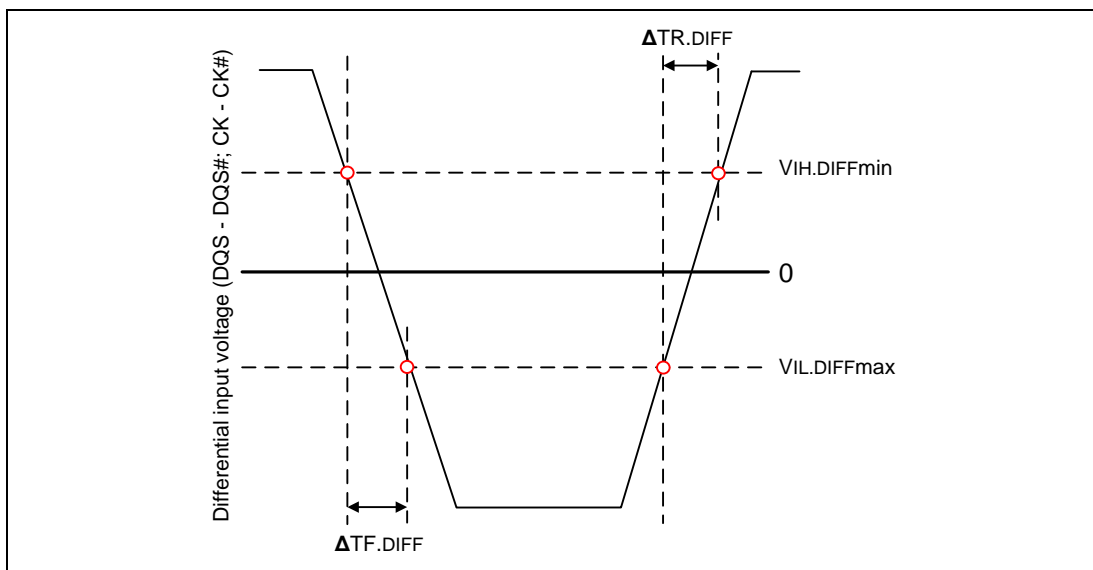 ΔTR.DIFF
Differential input voltage (DQS - DQS#; CK - CK#)
VIH.DIFFmin
0
VIL.DIFFmax
ΔTF.DIFF